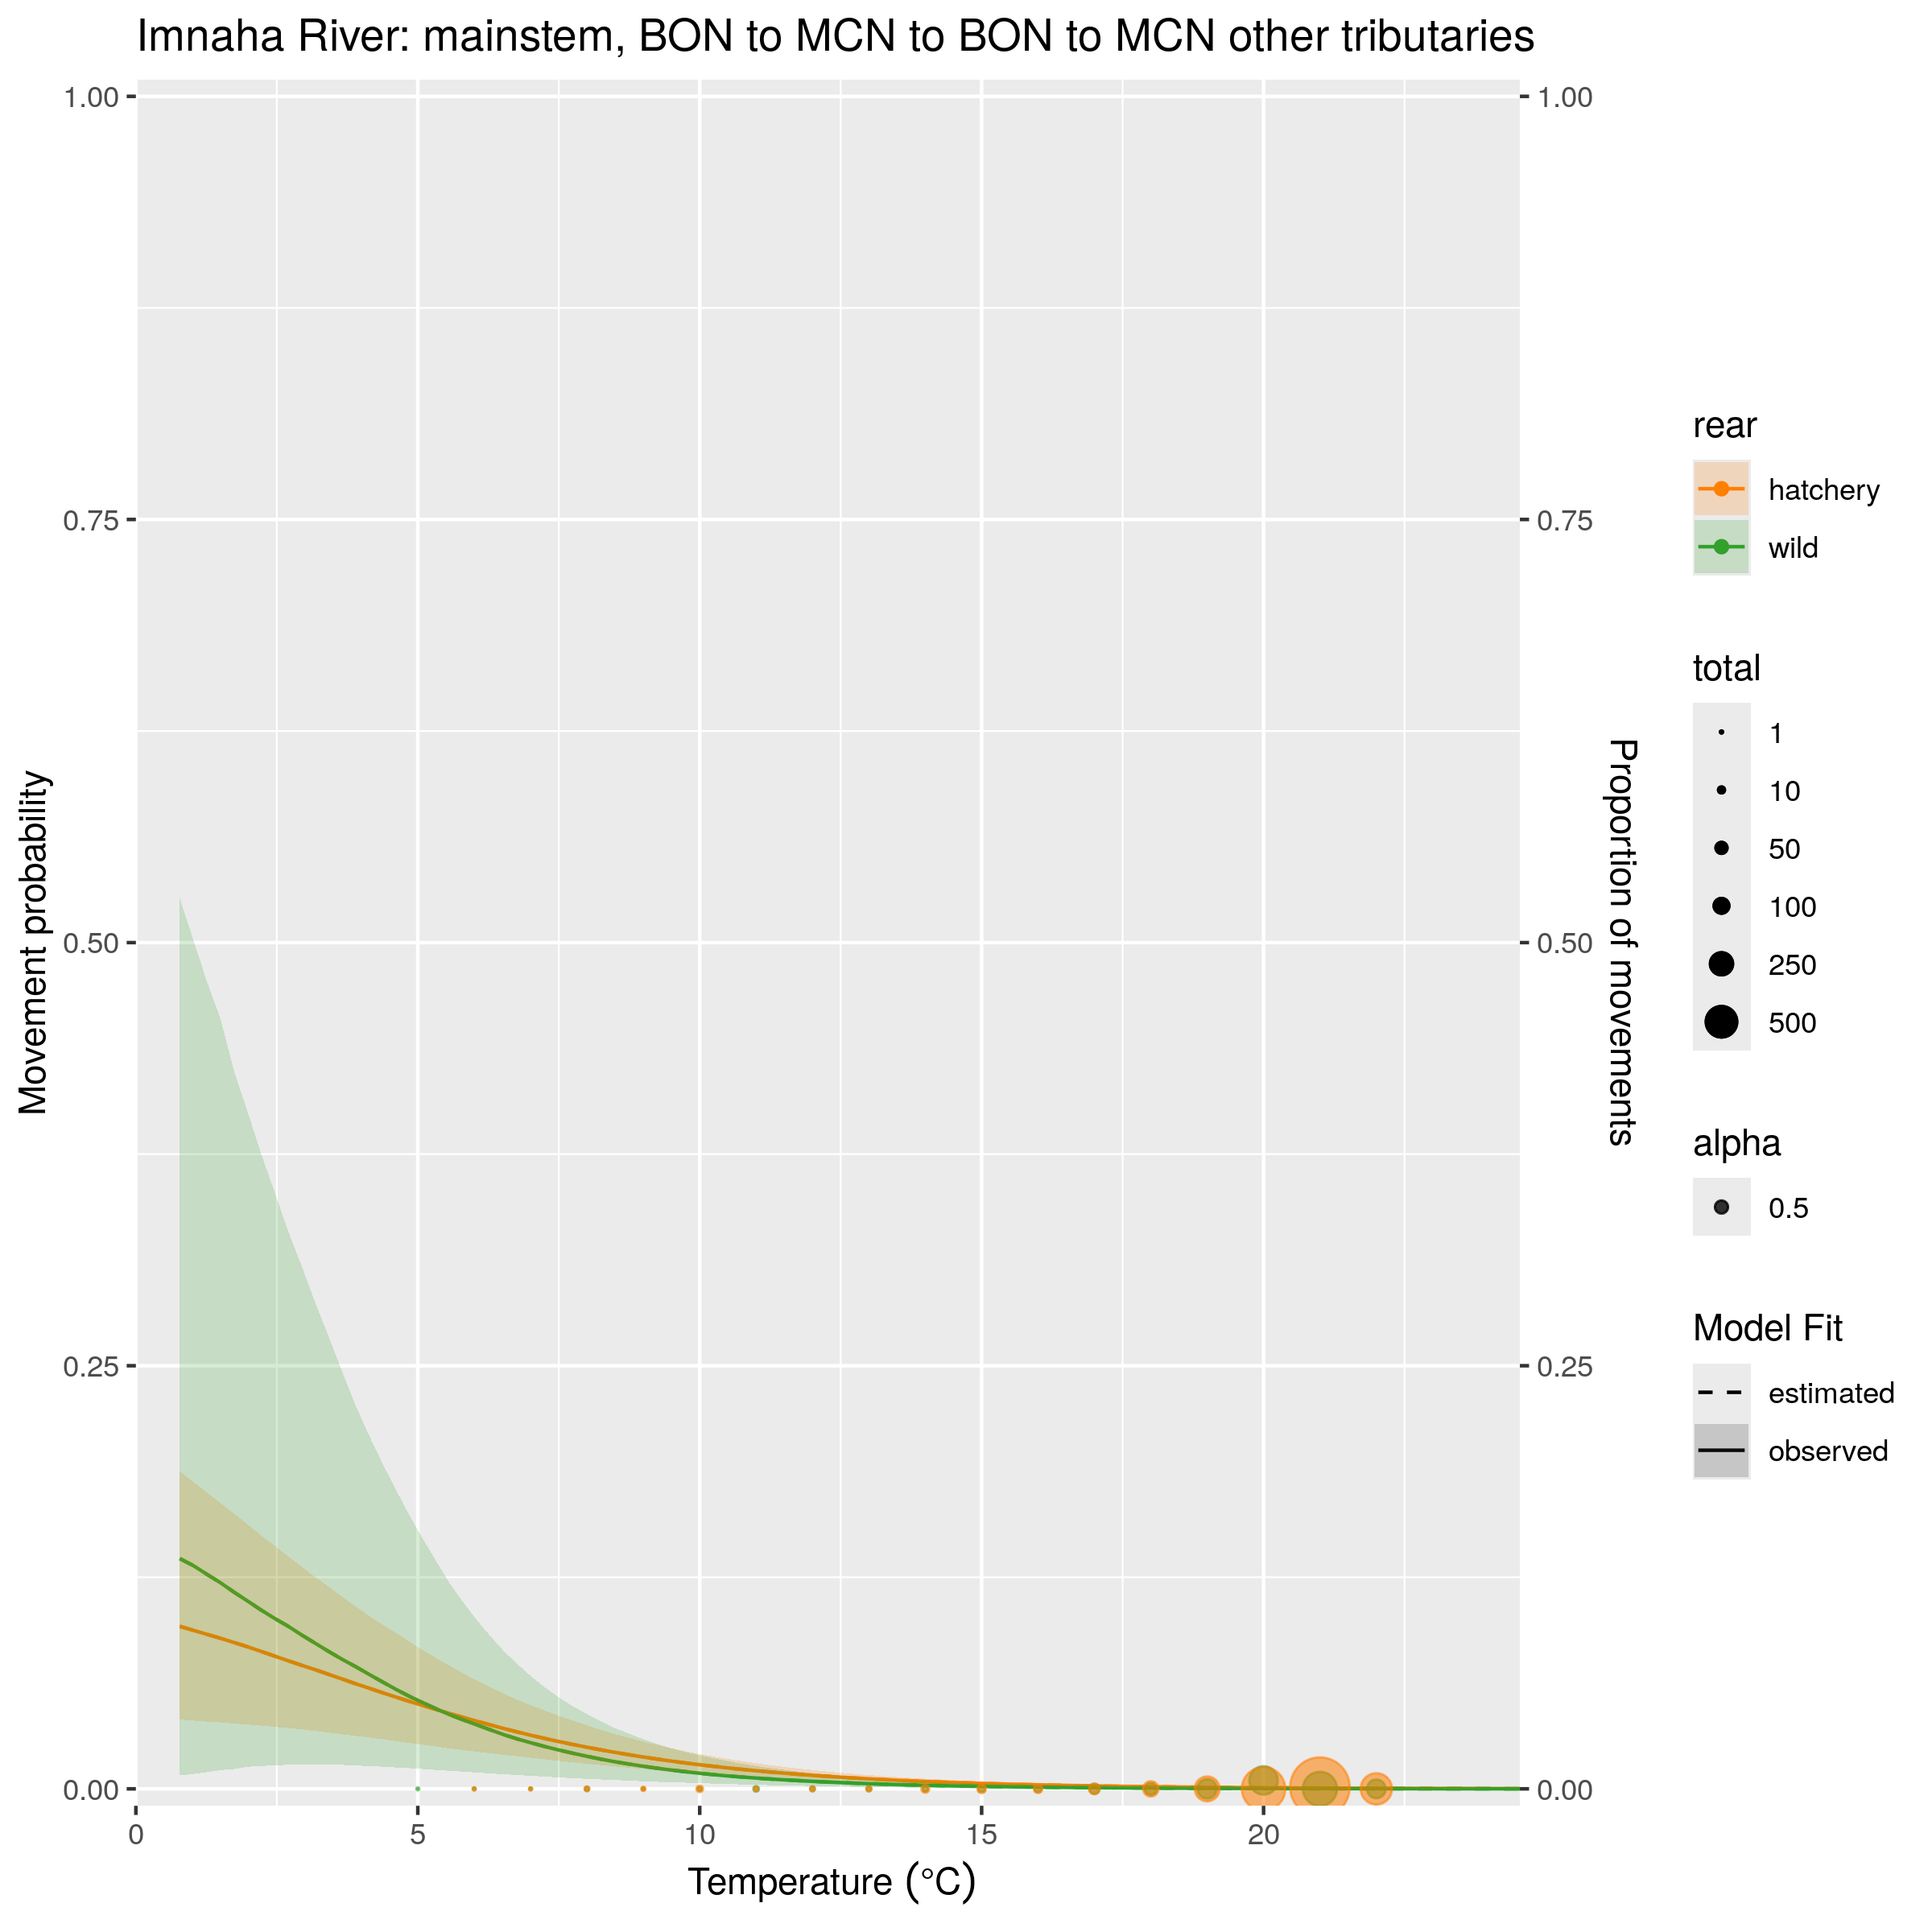 Imnaha River: mainstem, BON to MCN to BON to MCN other tributaries
1.00
0.75
0.50
0.25
0.00
Movement probability
0
5
10
15
20
Temperature (°C)
1.00
0.75
0.50
0.25
0.00
Proportion of movements
rear
hatchery
wild
total
1
10
50
100
250
500
alpha
0.5
Model Fit
estimated
observed